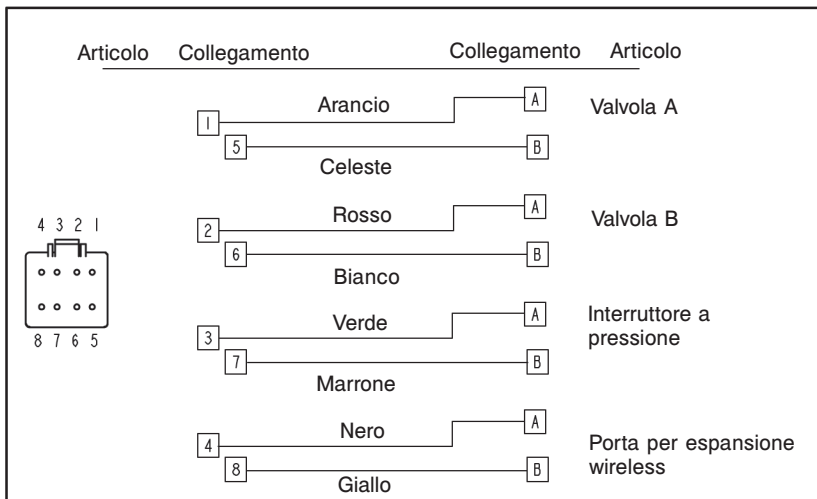 Articolo Collegamento Collegamento Articolo
Arancio A Valvola A
1
5 B
Celeste
Rosso A Valvola B
2
6 B
Bianco
4 3 2 1
8 7 6 5
Verde A Interruttore a
3 pressione
7 B
Marrone
Nero A
4 Porta per espansione
8 B wireless
Giallo